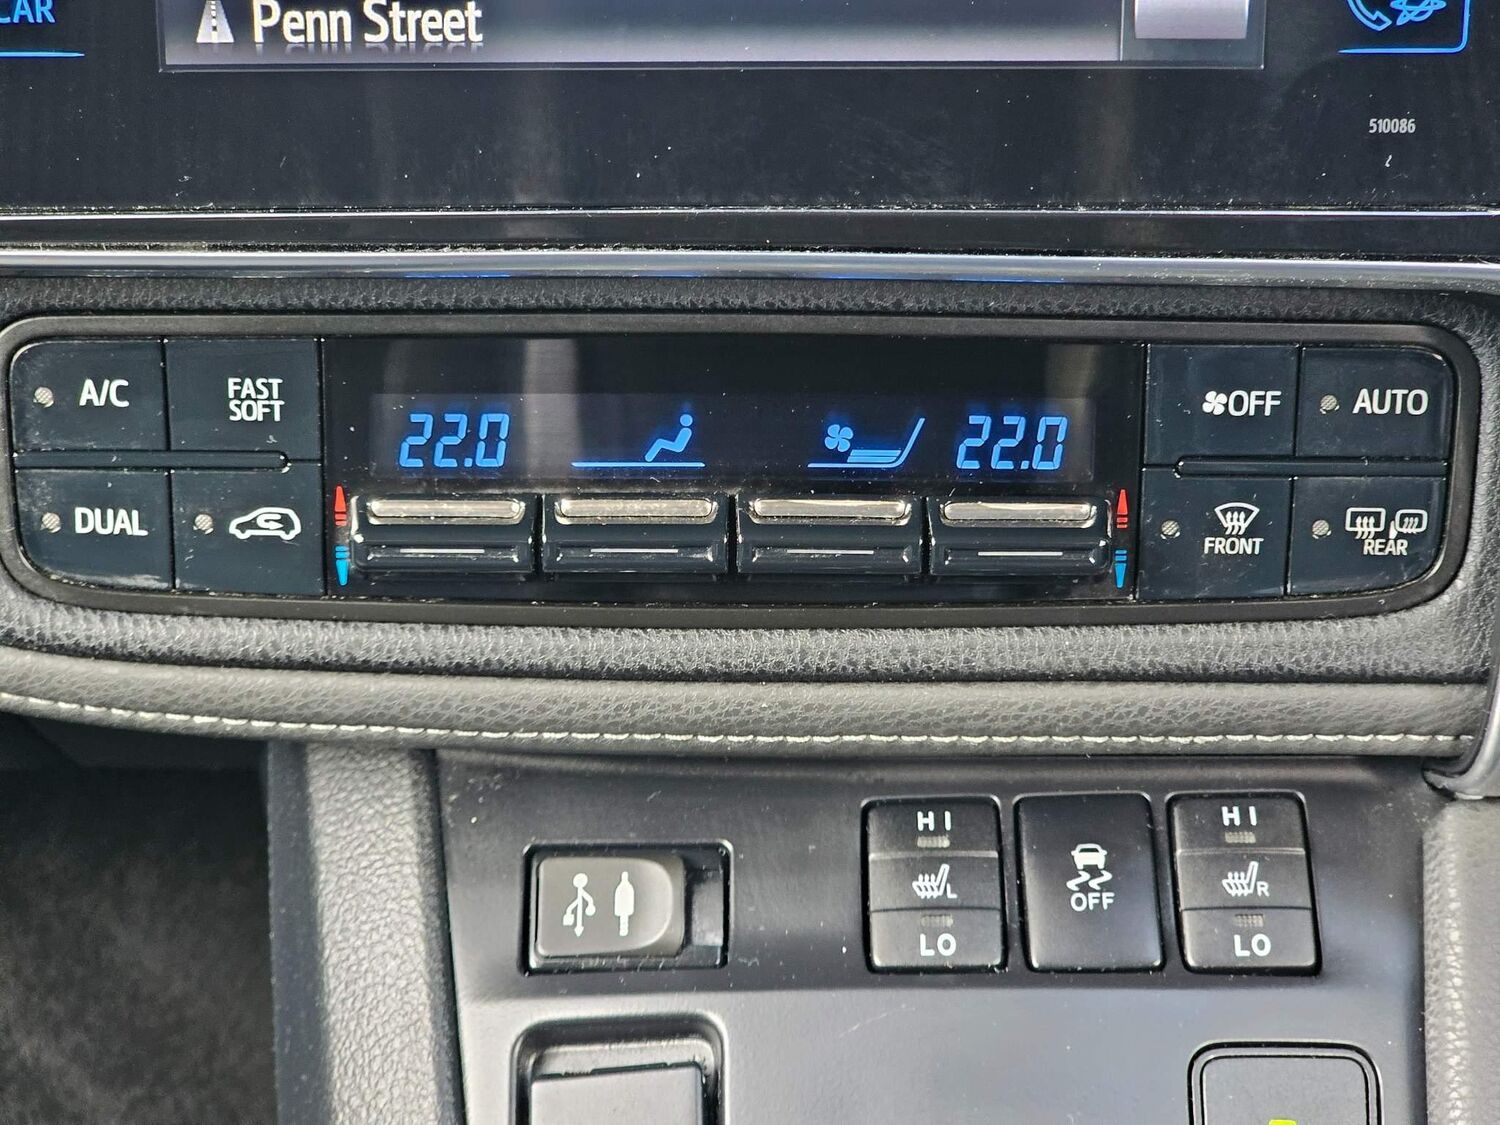 CAR
Penn Street
510086
A/C
FAST
SOFT
22.0
22.0
OFF
AUTO
DUAL
FRONT
REAR
HI
L
LO
OFF
HI
R
LO